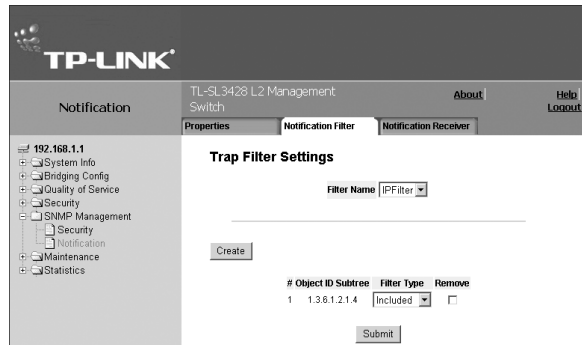 TP-LINK
Notification
TL-SL3428 L2 Management
Switch
About
Help
Logout
Properties
Notification Filter
Notification Receiver
192.168.1.1
System Info
Bridging Config
Quality of Service
Security
SNMP Management
Security
Notification
Maintenance
Statistics
Trap Filter Settings
Filter Name IPFilter
Create
# Object ID Subtree Filter Type Remove
1 1.3.6.1.2.1.4 Included
Submit